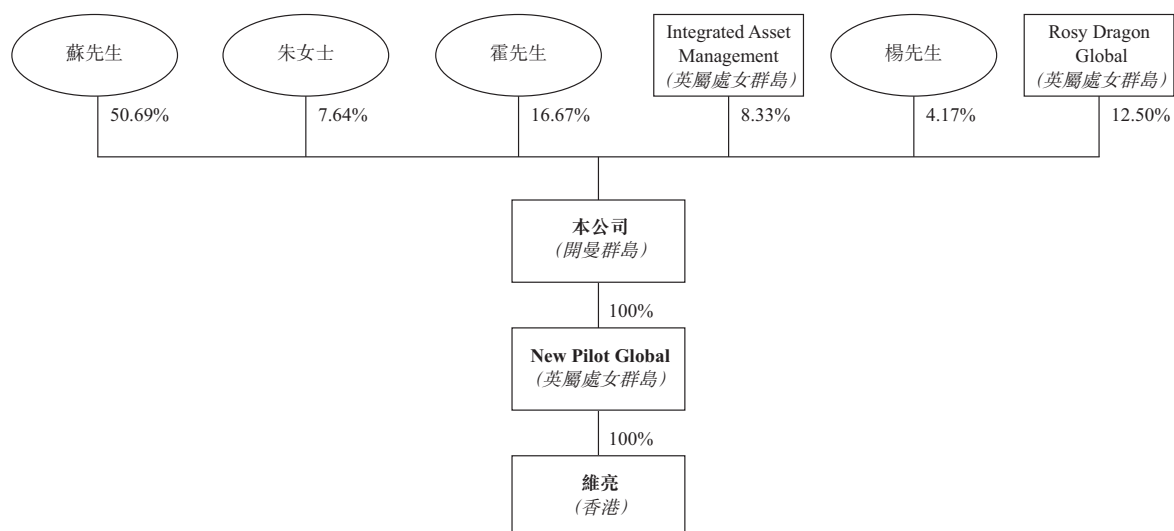 蘇先生
朱女士
霍先生
Integrated Asset
Management
(英屬處女群島)
楊先生
Rosy Dragon
Global
(英屬處女群島)
50.69%
7.64%
16.67%
8.33%
4.17%
12.50%
本公司
(開曼群島)
100%
New Pilot Global
(英屬處女群島)
100%
維亮
(香港)